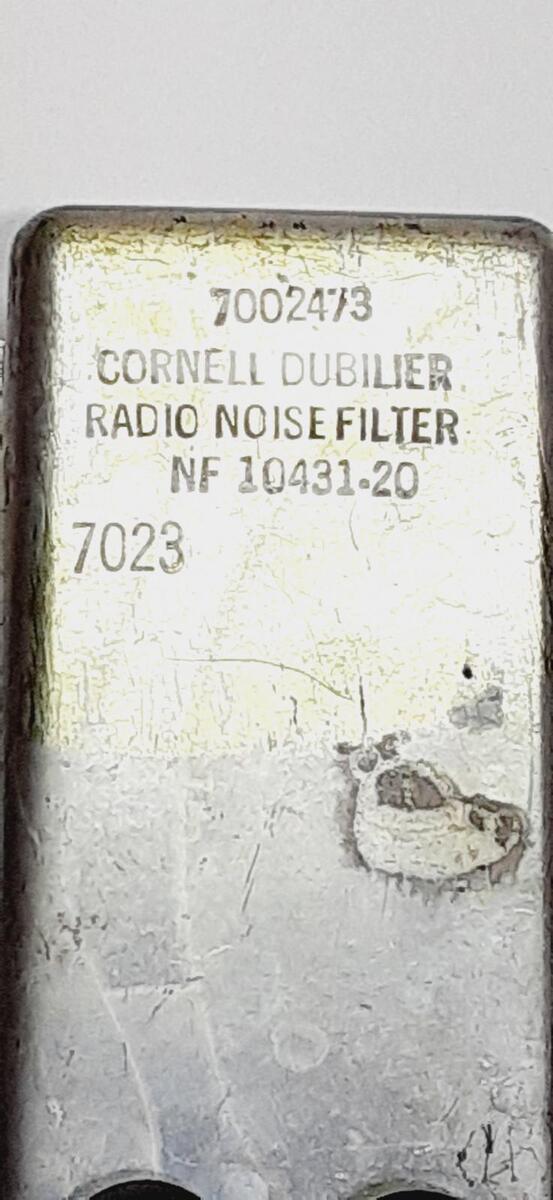 7002473
CORNELL DUBILIER
RADIO NOISE FILTER
NF 10431-20
7023